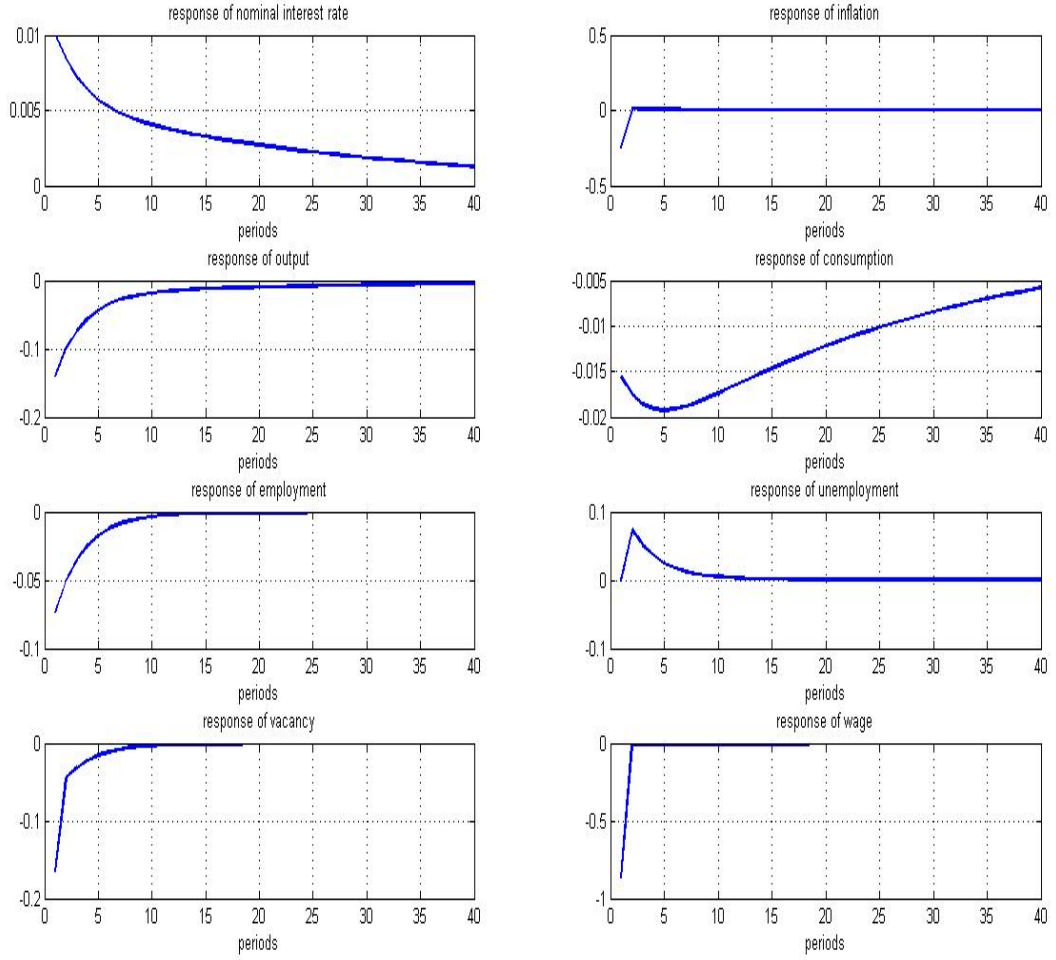 response of nominal interest rate
0.01
0.005
0
0 5 10 15 20 25 30 35 40
periods
response of inflation
0.5
0
-0.5
0 5 10 15 20 25 30 35 40
periods
response of output
0
-0.1
-0.2
0 5 10 15 20 25 30 35 40
periods
response of consumption
-0.005
-0.01
-0.015
-0.02
0 5 10 15 20 25 30 35 40
periods
response of employment
0
-0.05
-0.1
0 5 10 15 20 25 30 35 40
periods
response of unemployment
0.1
0
-0.1
0 5 10 15 20 25 30 35 40
periods
response of vacancy
0
-0.1
-0.2
0 5 10 15 20 25 30 35 40
periods
response of wage
0
-0.5
-1
0 5 10 15 20 25 30 35 40
periods